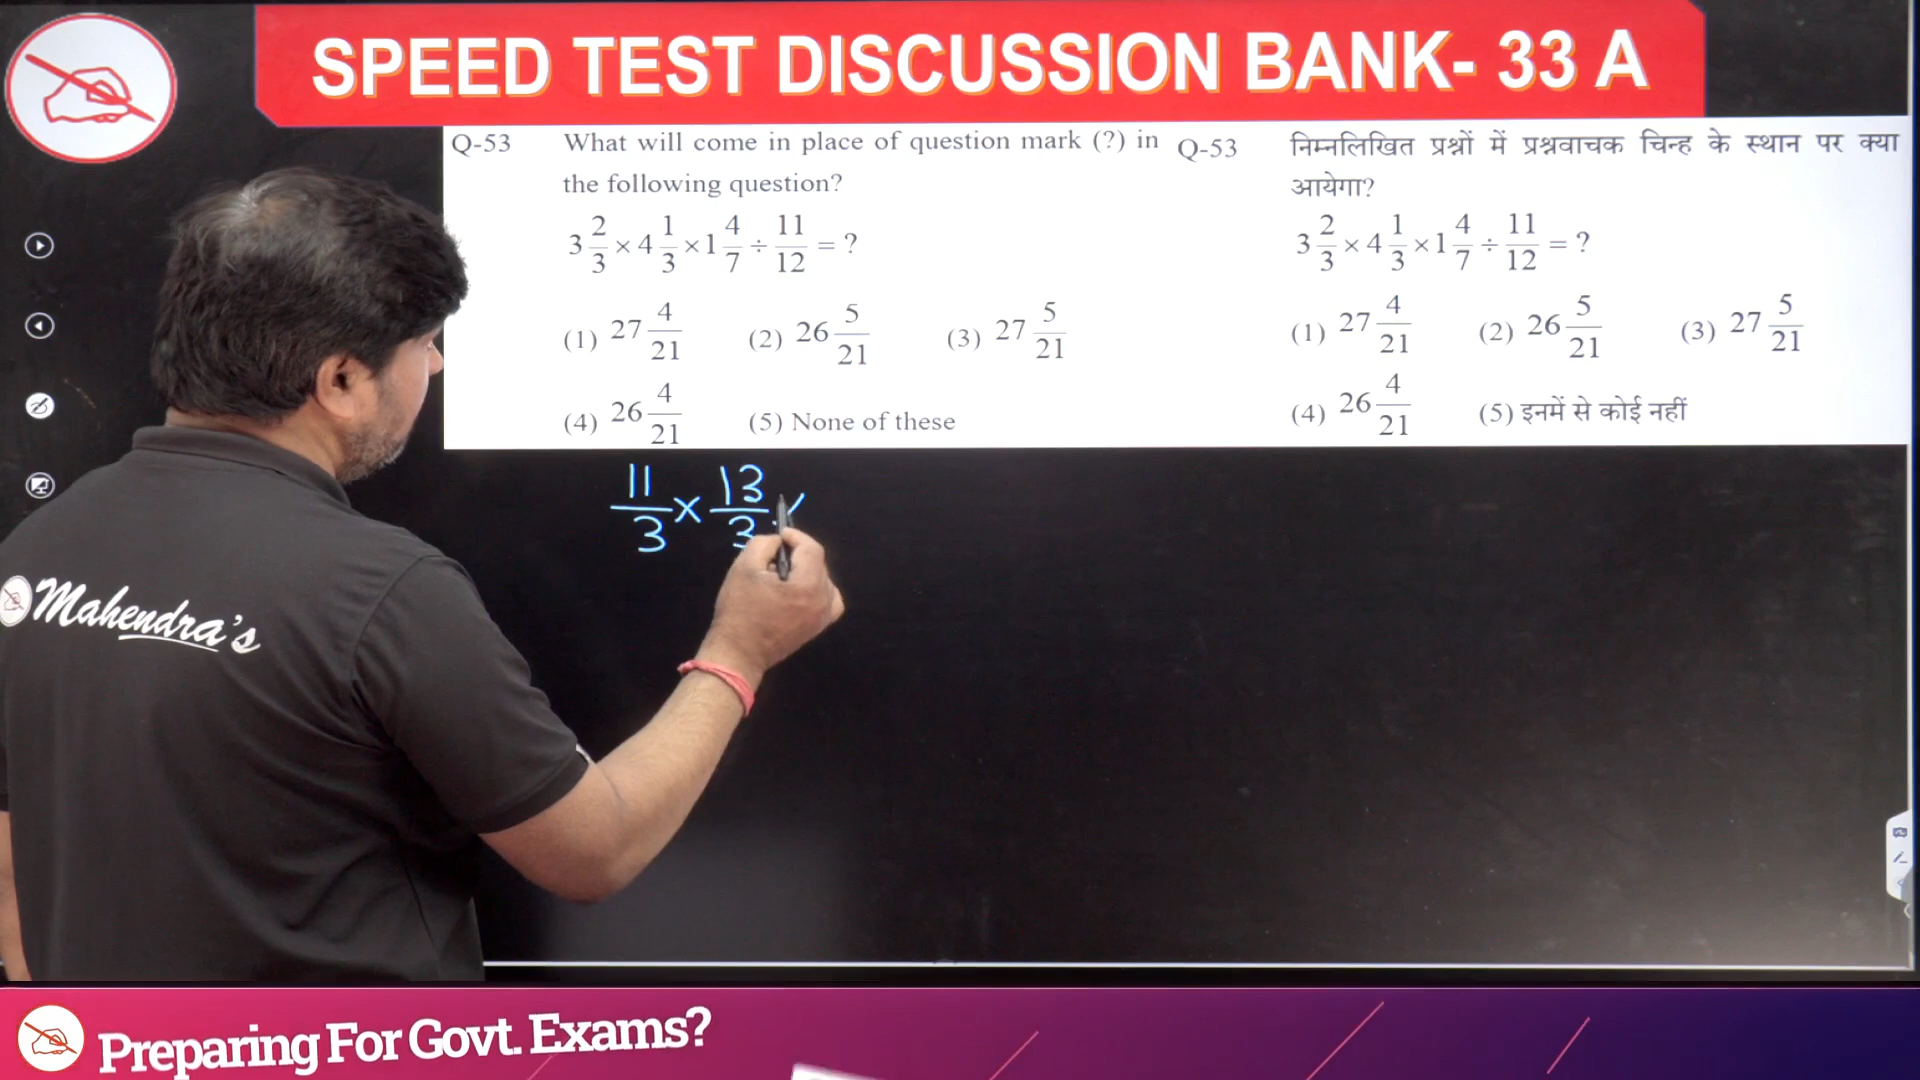 SPEED TEST DISCUSSION BANK- 33 A
Q-53 What will come in place of question mark (?) in
the following question?
3 2/3 × 4 1/3 × 1 4/7 ÷ 11/12 = ?
(1) 27 4/21 (2) 26 5/21 (3) 27 5/21
(4) 26 4/21 (5) None of these
Q-53 निम्नलिखित प्रश्नों में प्रश्नवाचक चिन्ह के स्थान पर क्या
आयेगा?
3 2/3 × 4 1/3 × 1 4/7 ÷ 11/12 = ?
(1) 27 4/21 (2) 26 5/21 (3) 27 5/21
(4) 26 4/21 (5) इनमें से कोई नहीं
11/3 × 13/3 ×
Mahendra's
Preparing For Govt. Exams?